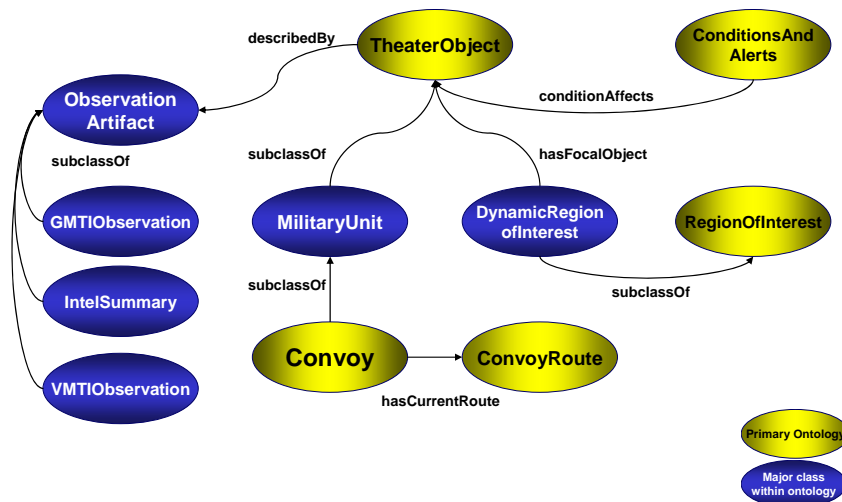 describedBy
TheaterObject
ConditionsAnd
Alerts
Observation
Artifact
conditionAffects
subclassOf
subclassOf
hasFocalObject
GMTIObservation
MilitaryUnit
DynamicRegion
ofInterest
RegionOfInterest
IntelSummary
subclassOf
subclassOf
Convoy
ConvoyRoute
VMTIObservation
hasCurrentRoute
Primary Ontology
Major class
within ontology